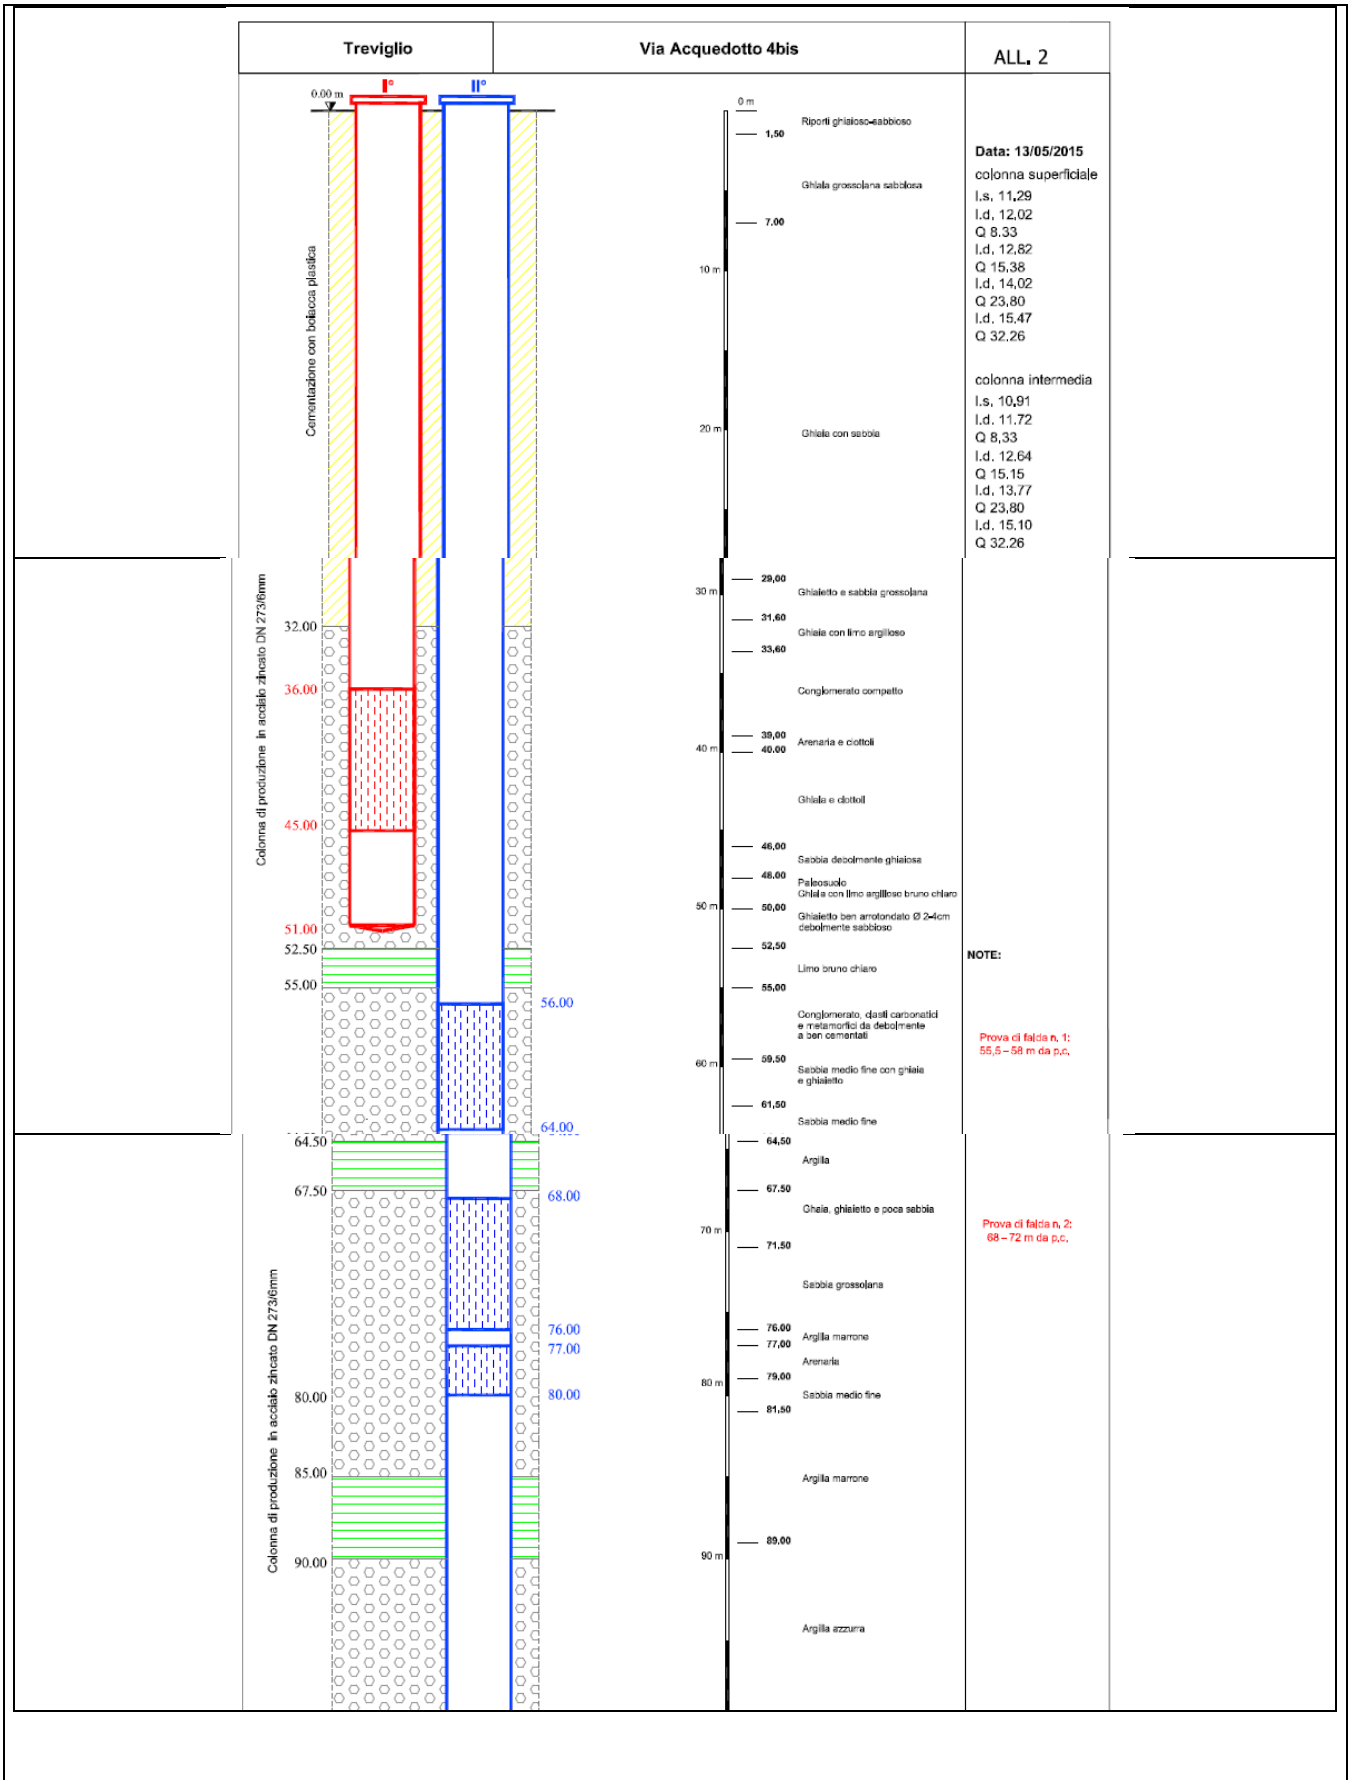 Treviglio
Via Acquedotto 4bis
ALL. 2
I°
II°
0.00 m
0 m
Riporti ghiaioso-sabbioso
1,50
Data: 13/05/2015
colonna superficiale
Ghiaia grossolana sabbiosa
l.s. 11,29
l.d. 12,02
7,00
Q 8.33
l.d. 12,82
10 m
Q 15,38
l.d. 14,02
Q 23,80
l.d. 15,47
Q 32.26
Cementazione con boiacca plastica
colonna intermedia
l.s. 10,91
l.d. 11.72
20 m
Ghiaia con sabbia
Q 8,33
l.d. 12.64
Q 15.15
l.d. 13,77
Q 23,80
l.d. 15,10
Q 32.26
Colonna di produzione in acciaio zincato DN 273/6mm
29,00
30 m
Ghiaietto e sabbia grossolana
31,60
32.00
Ghiaia con limo argilloso
33,60
36.00
Conglomerato compatto
39,00
Arenaria e ciottoli
40 m
40.00
Ghiaia e ciottoli
45.00
46,00
Sabbia debolmente ghiaiosa
48.00
Paleosuolo
Ghiaia con limo argilloso bruno chiaro
50 m
50,00
Ghiaietto ben arrotondato Ø 2-4cm
debolmente sabbioso
51.00
52.50
52,50
NOTE:
Limo bruno chiaro
55.00
55,00
56.00
Conglomerato, clasti carbonatici
e metamorfici da debolmente
a ben cementati
Prova di falda n. 1:
55,5 – 58 m da p.c.
59.50
60 m
Sabbia medio fine con ghiaia
e ghiaietto
61,50
Sabbia medio fine
64.00
64.50
64,50
Argilla
67.50
67.50
68.00
Ghaia, ghiaietto e poca sabbia
Prova di falda n. 2:
68 – 72 m da p.c.
70 m
71.50
Sabbia grossolana
Colonna di produzione in acciaio zincato DN 273/6mm
76.00
76.00
Argilla marrone
77.00
77,00
Arenaria
79.00
80 m
80.00
80.00
Sabbia medio fine
81,50
85.00
Argilla marrone
89.00
90 m
90.00
Argilla azzurra